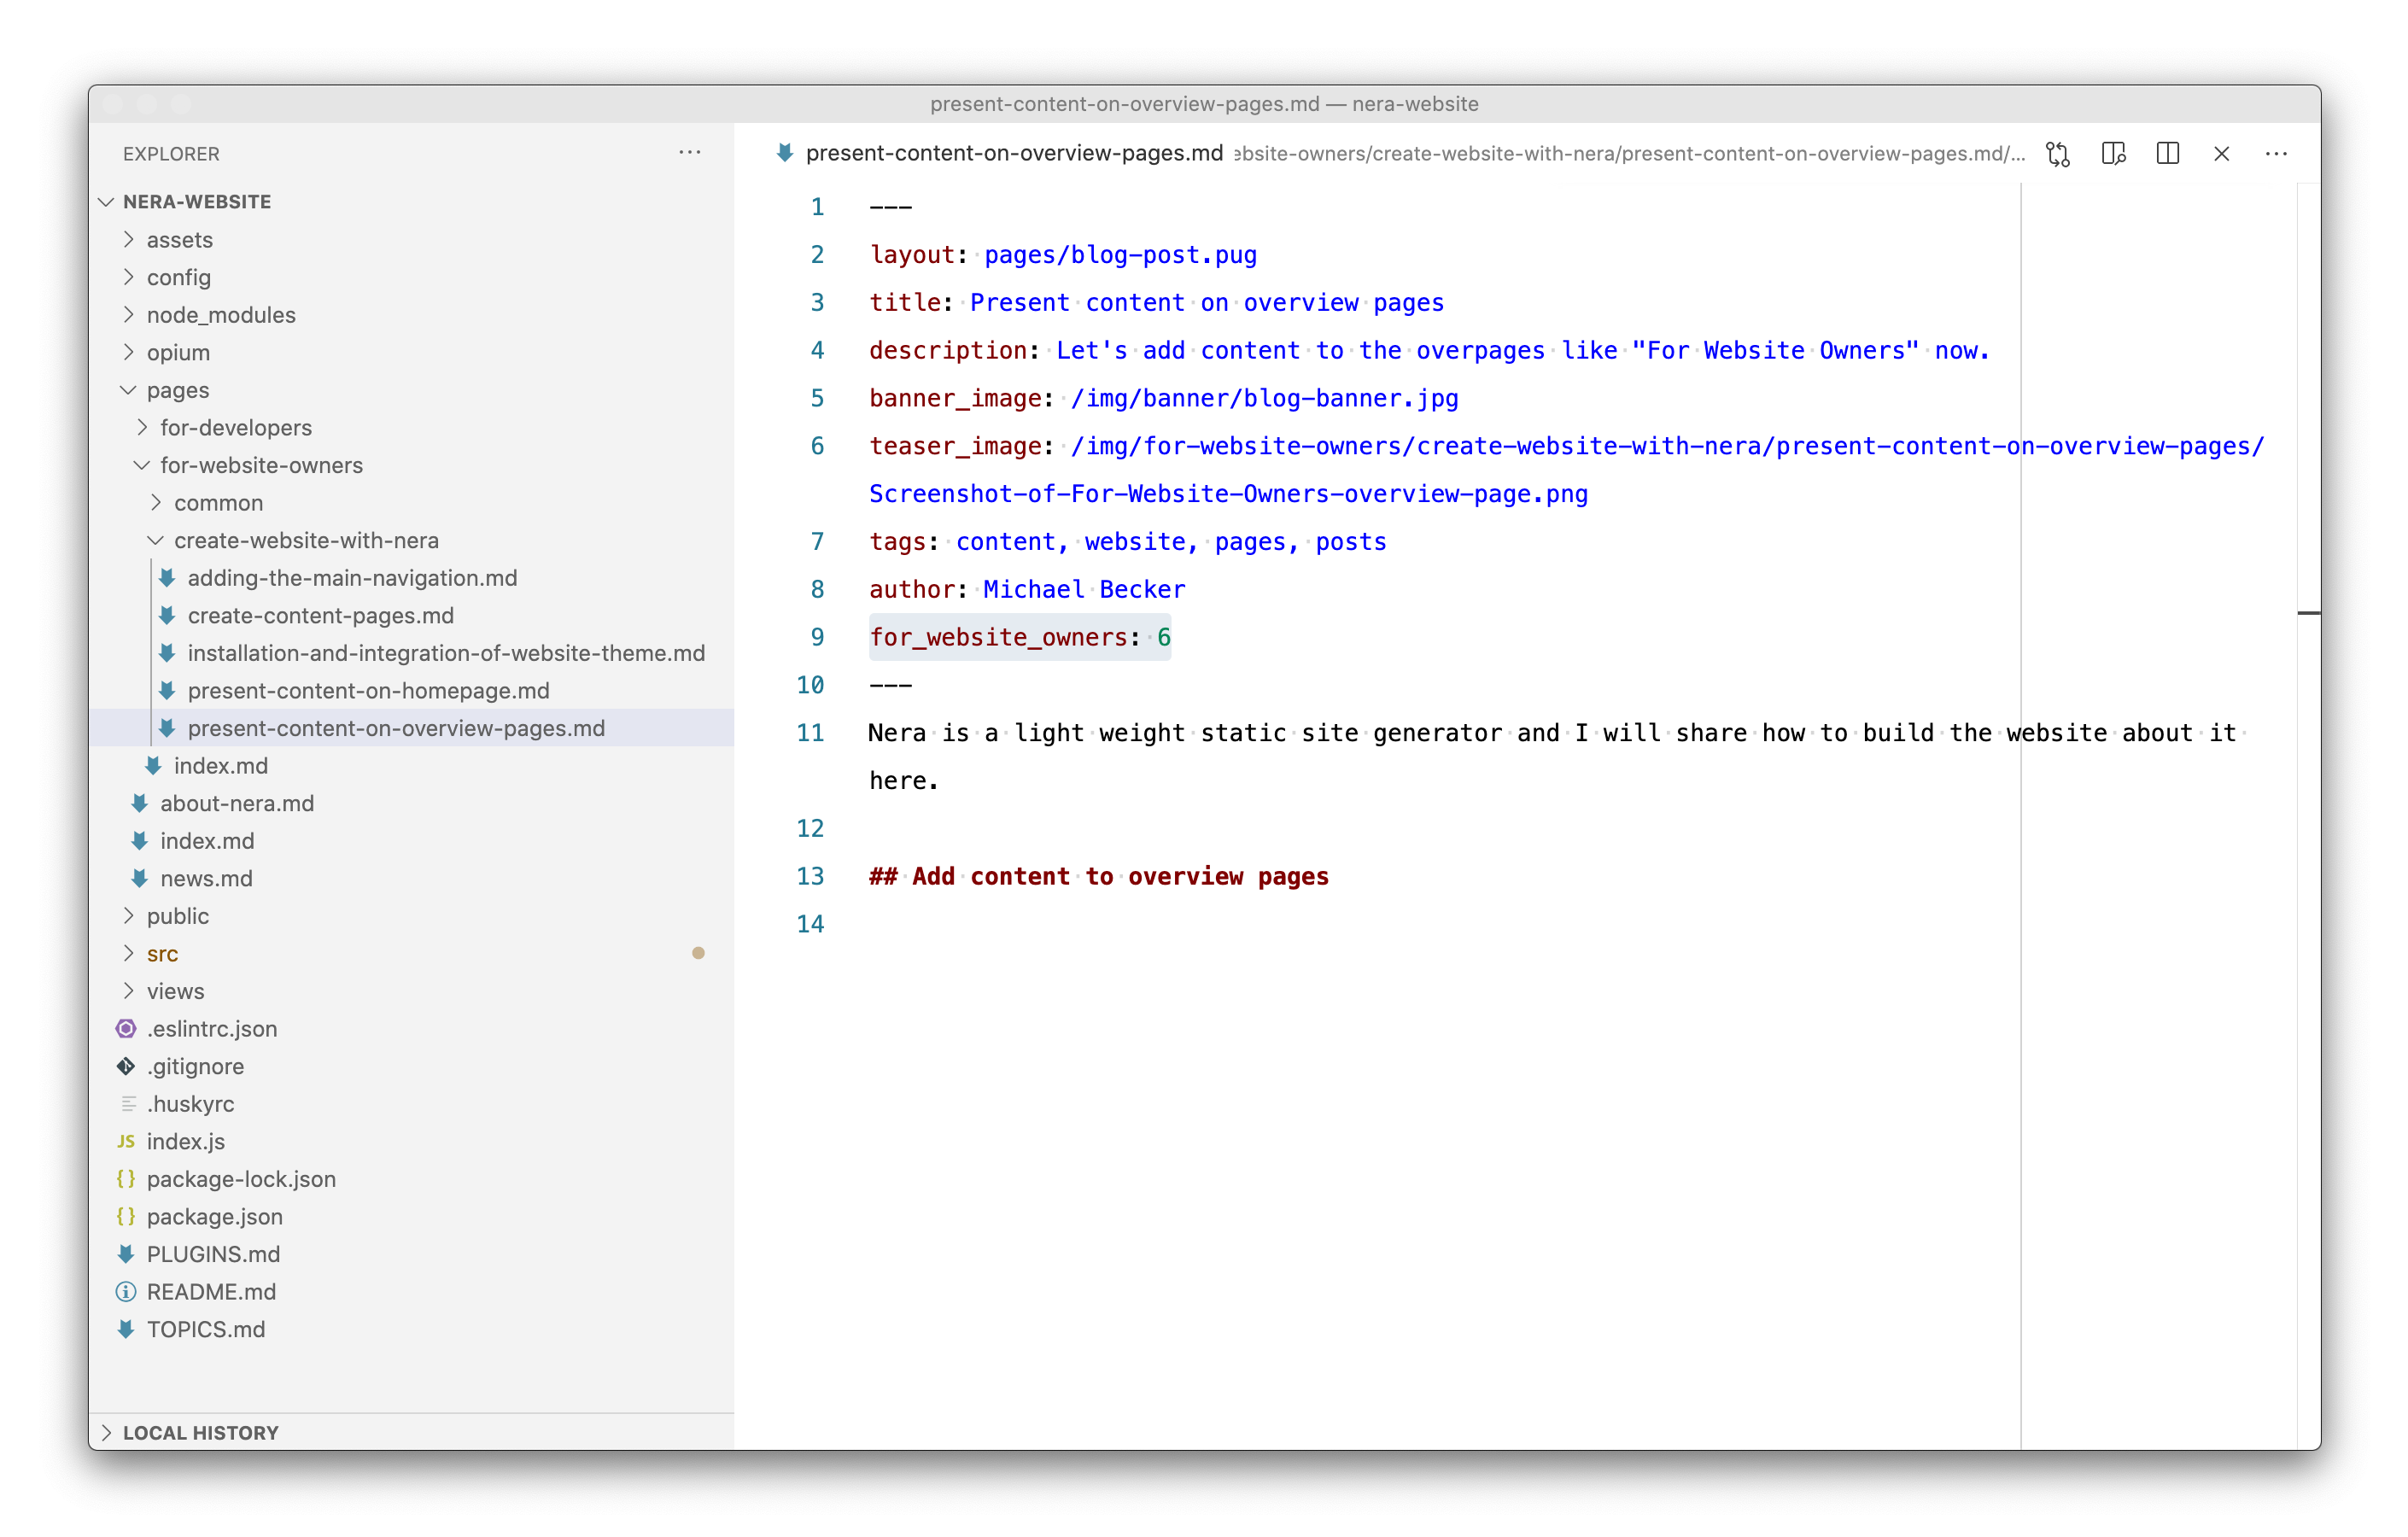 present-content-on-overview-pages.md — nera-website
EXPLORER
NERA-WEBSITE
assets
config
node_modules
opium
pages
for-developers
for-website-owners
common
create-website-with-nera
adding-the-main-navigation.md
create-content-pages.md
installation-and-integration-of-website-theme.md
present-content-on-homepage.md
present-content-on-overview-pages.md
index.md
about-nera.md
index.md
news.md
public
src
views
.eslintrc.json
.gitignore
.huskyrc
JS index.js
{} package-lock.json
{} package.json
PLUGINS.md
README.md
TOPICS.md
LOCAL HISTORY
present-content-on-overview-pages.md ebsite-owners/create-website-with-nera/present-content-on-overview-pages.md/...
1 ---
2 layout: pages/blog-post.pug
3 title: Present content on overview pages
4 description: Let's add content to the overpages like "For Website Owners" now.
5 banner_image: /img/banner/blog-banner.jpg
6 teaser_image: /img/for-website-owners/create-website-with-nera/present-content-on-overview-pages/
Screenshot-of-For-Website-Owners-overview-page.png
7 tags: content, website, pages, posts
8 author: Michael Becker
9 for_website_owners: 6
10 ---
11 Nera is a light weight static site generator and I will share how to build the website about it
here.
12
13 ## Add content to overview pages
14